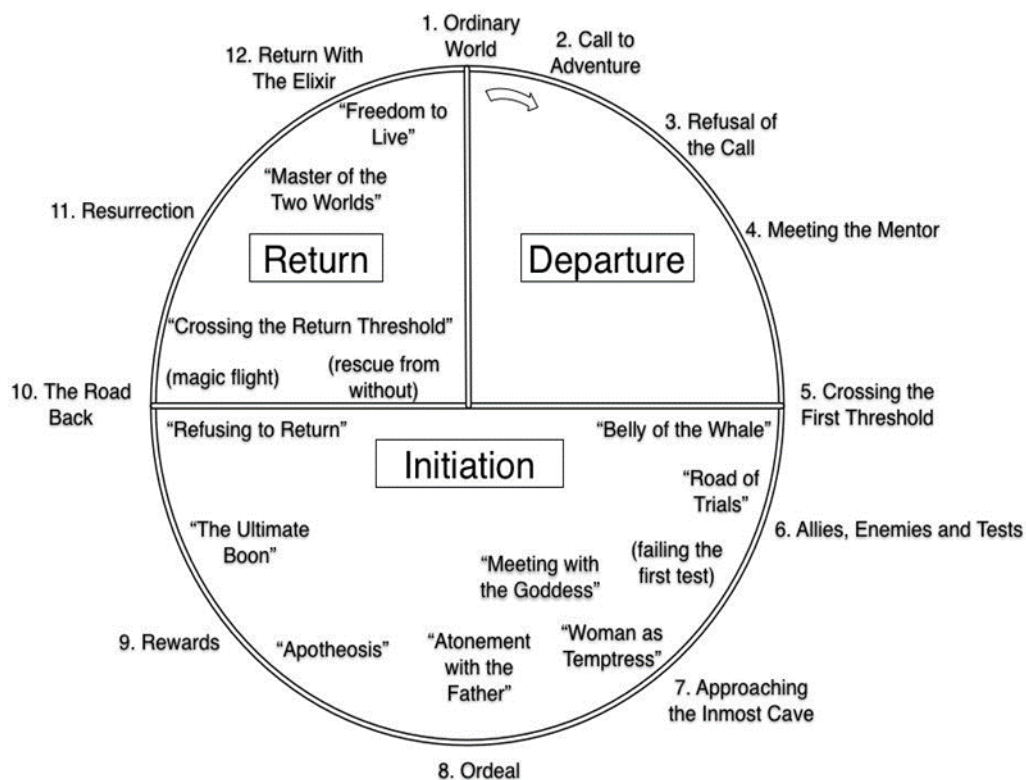 1. Ordinary
World
2. Call to
Adventure
3. Refusal of
the Call
4. Meeting the Mentor
5. Crossing the
First Threshold
6. Allies, Enemies and Tests
7. Approaching
the Inmost Cave
8. Ordeal
9. Rewards
10. The Road
Back
11. Resurrection
12. Return With
The Elixir
“Freedom to
Live”
“Master of the
Two Worlds”
Return
“Crossing the Return Threshold”
(magic flight)
(rescue from
without)
Departure
“Refusing to Return”
Initiation
“Belly of the Whale”
“Road of
Trials”
(failing the
first test)
“Meeting with
the Goddess”
“Woman as
Temptress”
“Atonement
with the
Father”
“Apotheosis”
“The Ultimate
Boon”